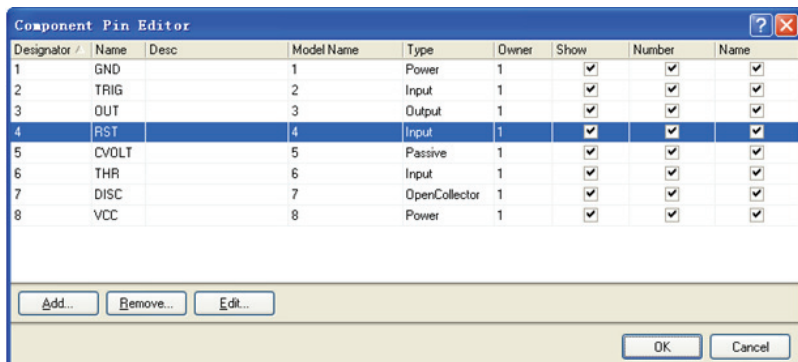 Component Pin Editor
Designator Name Desc Model Name Type Owner Show Number Name
1 GND 1 Power 1
2 TRIG 2 Input 1
3 OUT 3 Output 1
4 RST 4 Input 1
5 CVOLT 5 Passive 1
6 THR 6 Input 1
7 DISC 7 OpenCollector 1
8 VCC 8 Power 1
Add... Remove... Edit...
OK Cancel